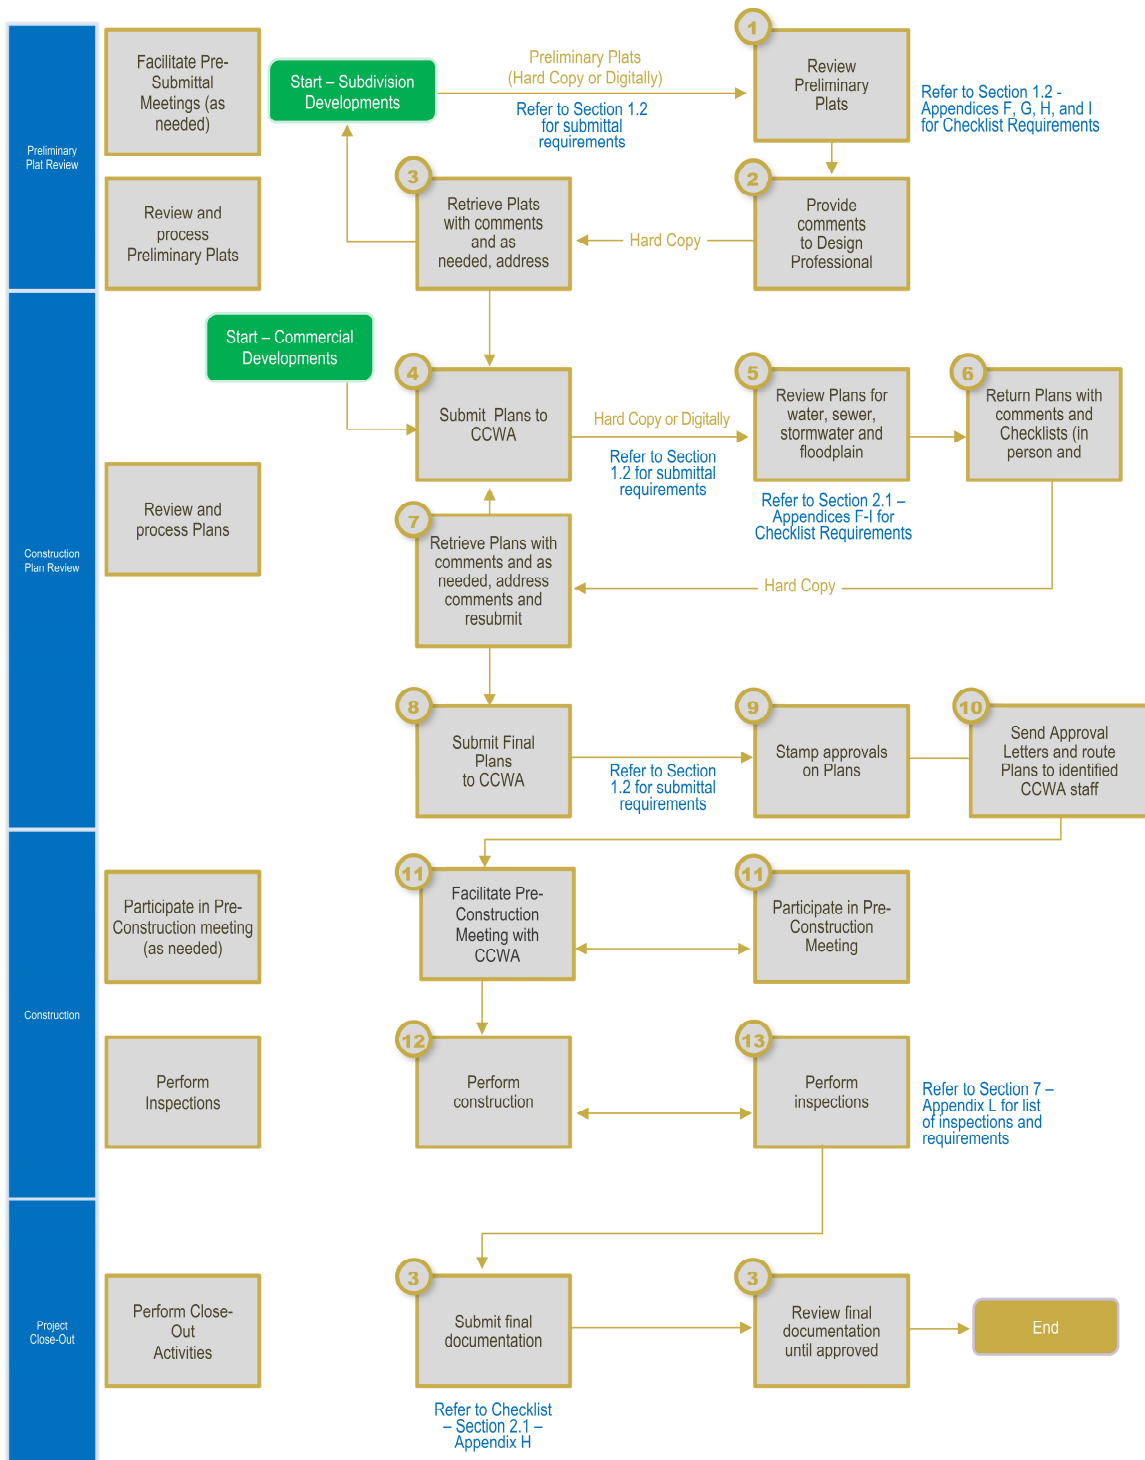 Preliminary
Plat Review
Facilitate Pre-
Submittal
Meetings (as
needed)
Review and
process
Preliminary Plats
Start – Subdivision
Developments
Preliminary Plats
(Hard Copy or Digitally)
Refer to Section 1.2
for submittal
requirements
1
Review
Preliminary
Plats
Refer to Section 1.2 -
Appendices F, G, H, and I
for Checklist Requirements
2
Provide
comments
to Design
Professional
Hard Copy
3
Retrieve Plats
with comments
and as
needed, address
Construction
Plan Review
Review and
process Plans
Start – Commercial
Developments
4
Submit Plans to
CCWA
Hard Copy or Digitally
Refer to Section
1.2 for submittal
requirements
5
Review Plans for
water, sewer,
stormwater and
floodplain
Refer to Section 2.1 –
Appendices F-I for
Checklist Requirements
6
Return Plans with
comments and
Checklists (in
person and
Hard Copy
7
Retrieve Plans with
comments and as
needed, address
comments and
resubmit
8
Submit Final
Plans
to CCWA
Refer to Section
1.2 for submittal
requirements
9
Stamp approvals
on Plans
10
Send Approval
Letters and route
Plans to identified
CCWA staff
Construction
Participate in Pre-
Construction meeting
(as needed)
11
Facilitate Pre-
Construction
Meeting with
CCWA
11
Participate in Pre-
Construction
Meeting
Perform
Inspections
12
Perform
construction
13
Perform
inspections
Refer to Section 7 –
Appendix L for list
of inspections and
requirements
Project
Close-Out
Perform Close-
Out
Activities
3
Submit final
documentation
Refer to Checklist
– Section 2.1 –
Appendix H
3
Review final
documentation
until approved
End